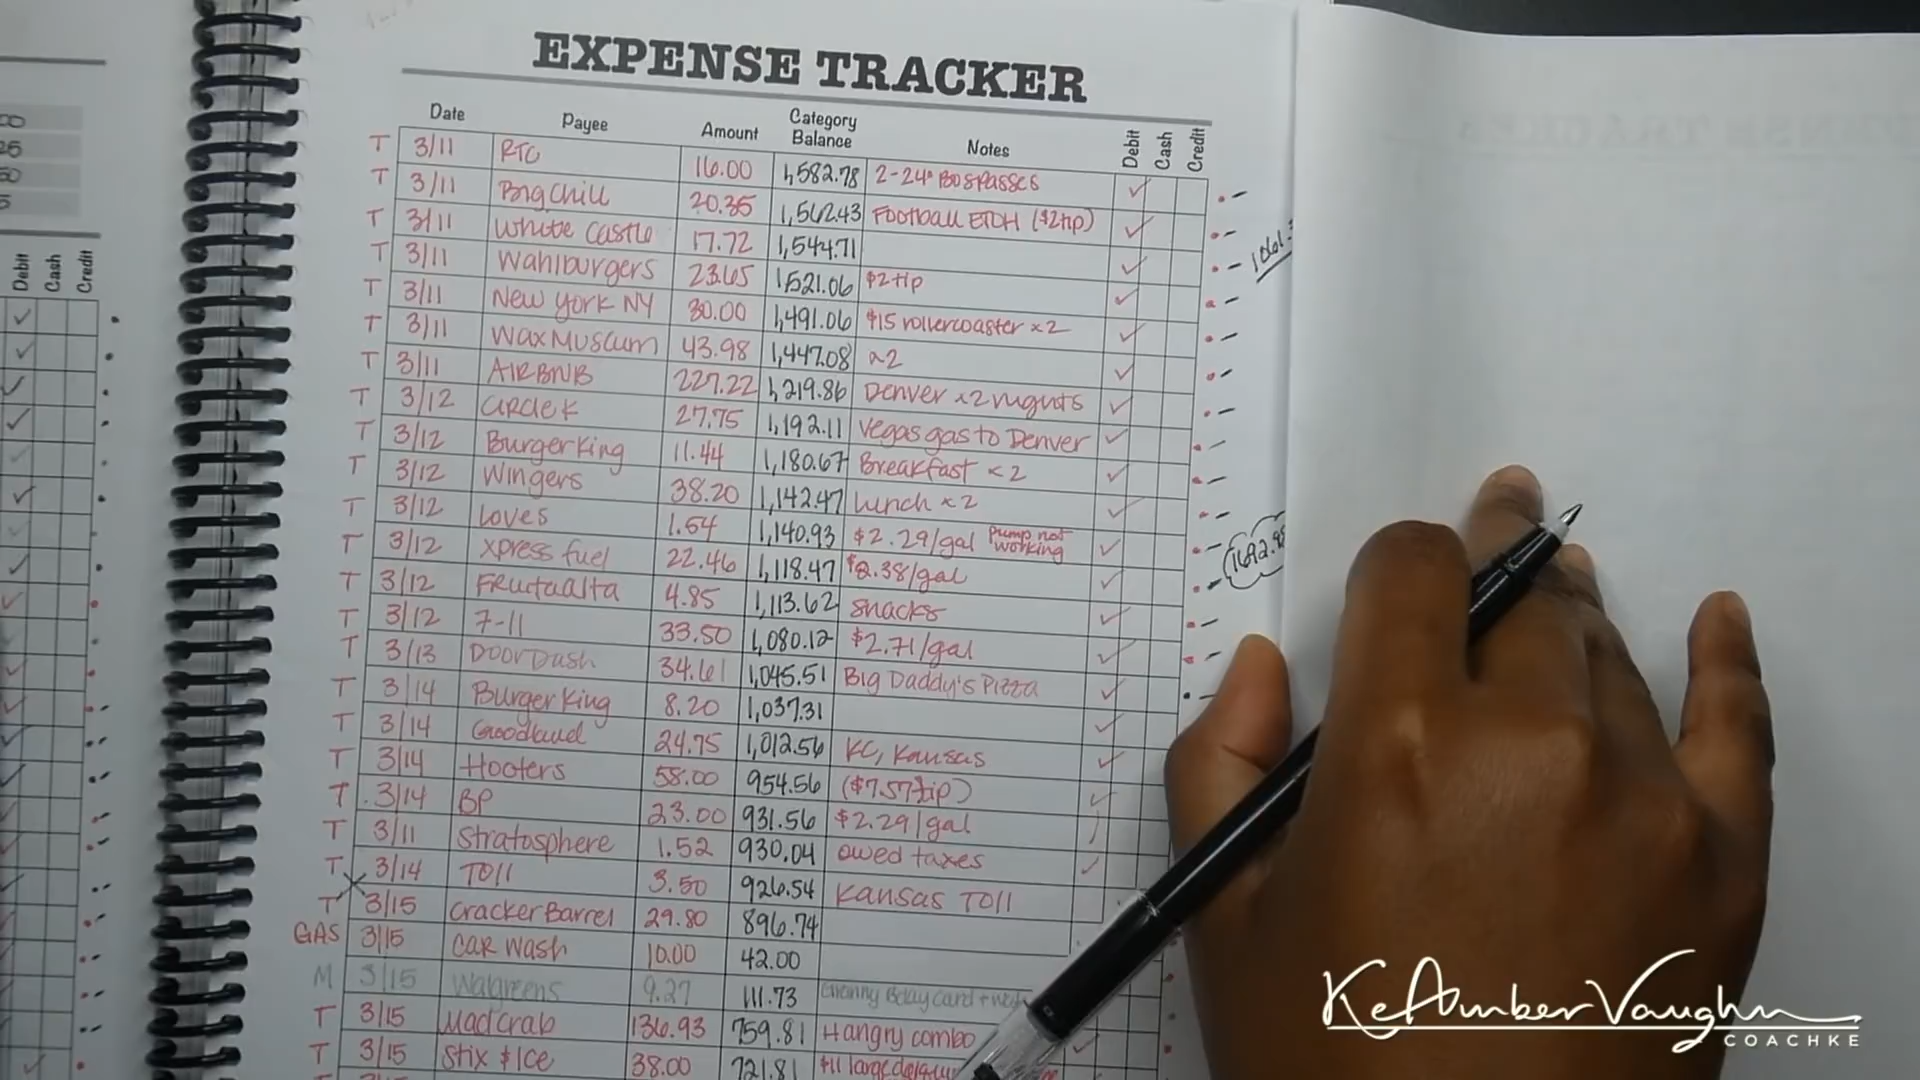 EXPENSE TRACKER
Date Payee Amount Category Balance Notes Debit Cash Credit
T 3/11 RTC 16.00 1,582.78 2-24° Bus passes
T 3/11 Big Chill 20.35 1,562.43 Football ETOH ($2 tip)
T 3/11 White Castle 17.72 1,544.71
T 3/11 Wahlburgers 23.65 1,521.06 $2 tip
T 3/11 New York NY 30.00 1,491.06 $15 rollercoaster x2
T 3/11 Wax Museum 43.98 1,447.08 x2
T 3/11 AIRBNB 227.22 1,219.86 Denver x2 nights
T 3/12 Circle K 27.75 1,192.11 Vegas gas to Denver
T 3/12 Burger King 11.44 1,180.67 Breakfast x2
T 3/12 Wingers 38.20 1,142.47 Lunch x2
T 3/12 Loves 1.54 1,140.93 $2.29/gal Pump not working
T 3/12 Xpress fuel 22.46 1,118.47 $2.38/gal
T 3/12 4.85 1,113.62 Snacks
T 3/12 7-11 33.50 1,080.12 $2.71/gal
T 3/13 DoorDash 34.61 1,045.51 Big Daddy's Pizza
T 3/14 Burger King 8.20 1,037.31
T 3/14 Goodland 24.75 1,012.56 KC, Kansas
T 3/14 Hooters 58.00 954.56 ($7.57 tip)
T 3/14 BP 23.00 931.56 $2.29/gal
T 3/11 Stratosphere 1.52 930.04 owed taxes
T 3/14 Toll 3.50 926.54 Kansas Toll
T 3/15 Cracker Barrel 29.80 896.74
GAS 3/15 Car Wash 10.00 42.00
M 3/15 Walgreens 9.27 111.73
T 3/15 Mad Crab 136.93 759.81 Hangry combo
T 3/15 Stix $ Ice 38.00 721.81 $11 large
Debit Cash Credit
KeAmber Vaughn
COACHKE